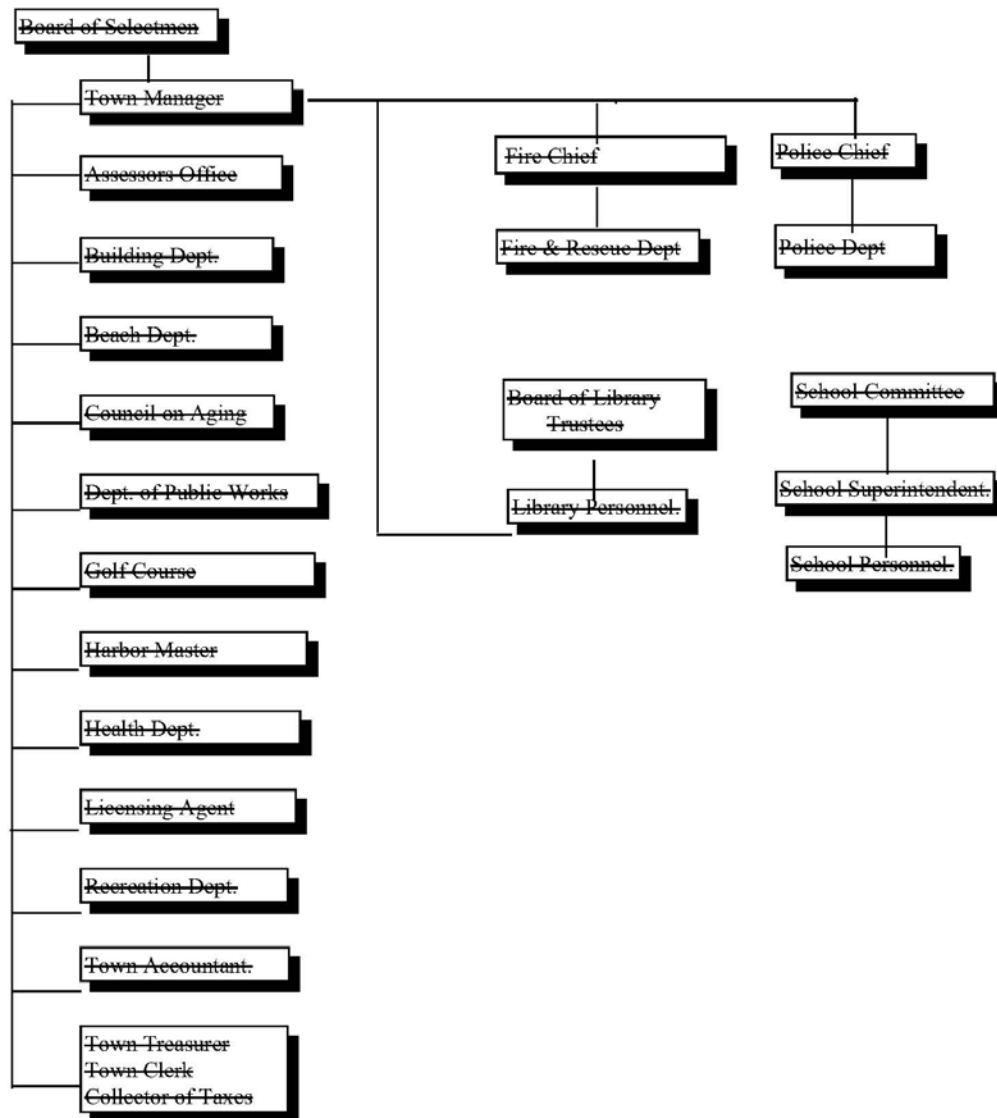 Board of Selectmen
Town Manager
Fire Chief
Police Chief
Assessors Office
Fire & Rescue Dept
Police Dept
Building Dept.
Beach Dept.
Council on Aging
Board of Library
Trustees
School Committee
Dept. of Public Works
Library Personnel.
School Superintendent.
Golf Course
School Personnel.
Harbor Master
Health Dept.
Licensing Agent
Recreation Dept.
Town Accountant.
Town Treasurer
Town Clerk
Collector of Taxes